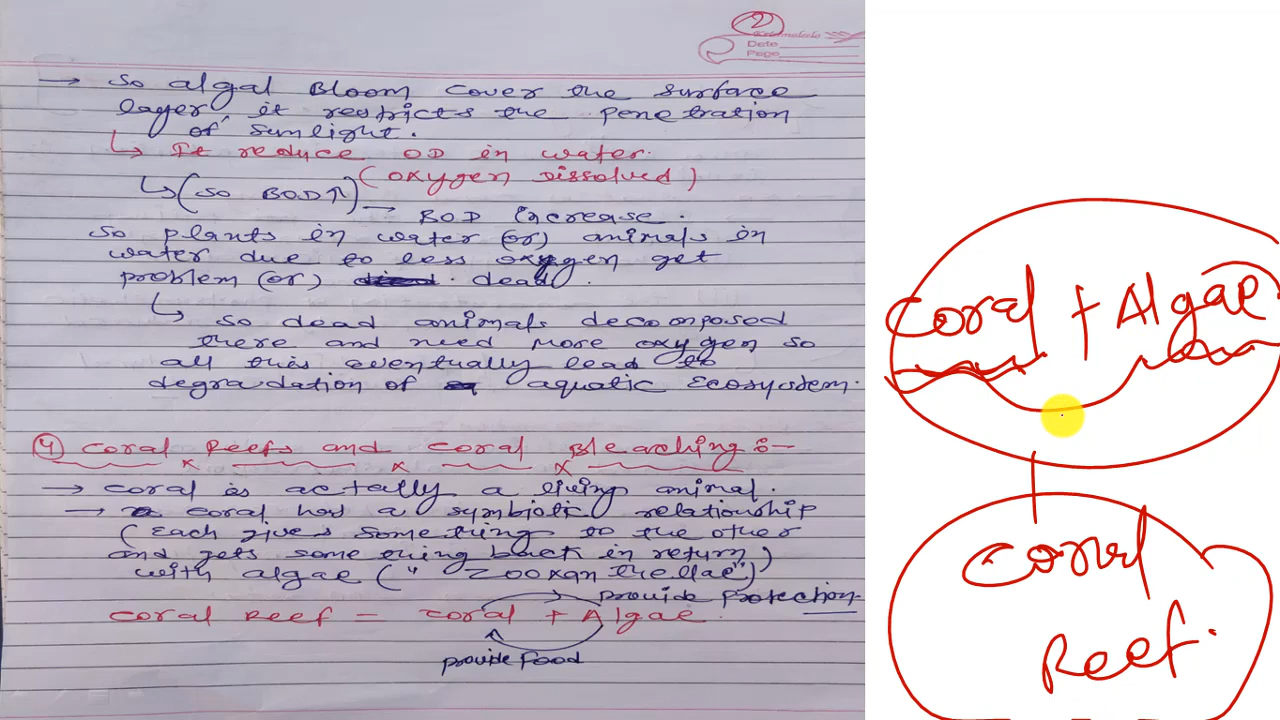 2
Date
Page
→ So algal Bloom cover the surface
layer, it restricts the penetration
of sunlight.
↳ It reduce OD in water.
(Oxygen Dissolved)
↳ (So BOD↑)
→ BOD increase.
So plants in water (or) animals in
water due to less oxygen get
problem (or) dead.
↳ So dead animals decomposed
there and need more oxygen so
all this eventually lead to
degradation of aquatic Ecosystem.
④ Coral Reefs and Coral Bleaching :-
→ Coral is actally a living animal.
→ Coral has a symbiotic relationship
(Each gives something to the other
and gets something back in return)
with algae ("Zooxanthellae")
provide protection
Coral Reef = Coral + Algae.
provide Food
Coral + Algae
Coral
Reef.